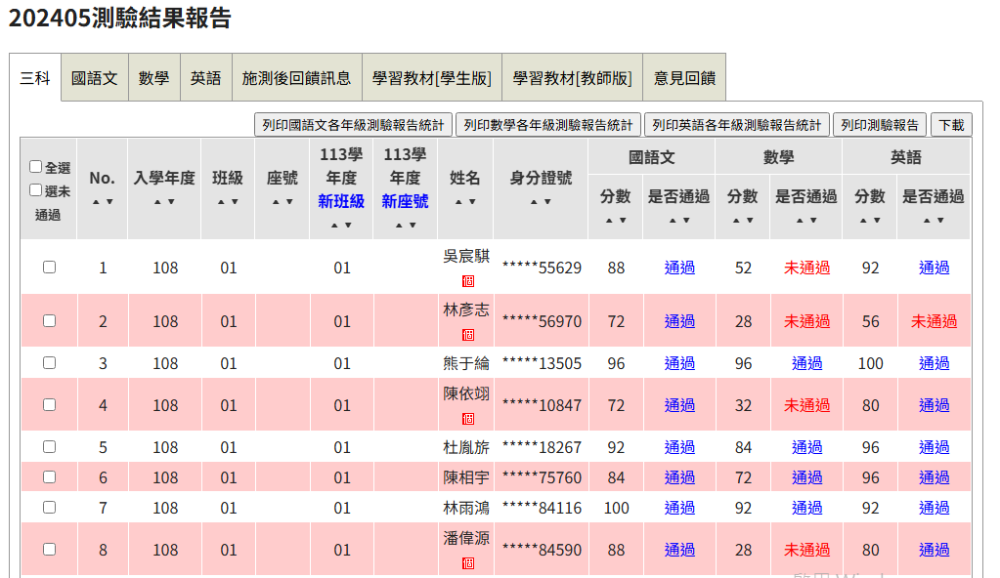 202405測驗結果報告
三科 國語文 數學 英語 施測後回饋訊息 學習教材[學生版] 學習教材[教師版] 意見回饋
列印國語文各年級測驗報告統計 列印數學各年級測驗報告統計 列印英語各年級測驗報告統計 列印測驗報告 下載
全選
選未
通過
No.
▲ ▼
入學年度
▲ ▼
班級
▲ ▼
座號
▲ ▼
113學
年度
新班級
▲ ▼
113學
年度
新座號
▲ ▼
姓名
▲ ▼
身分證號
▲ ▼
國語文 數學 英語
分數 是否通過 分數 是否通過 分數 是否通過
▲ ▼ ▲ ▼ ▲ ▼ ▲ ▼ ▲ ▼ ▲ ▼
1 108 01 01 吳宸騏 *****55629 88 通過 52 未通過 92 通過
個
2 108 01 01 林彥志 *****56970 72 通過 28 未通過 56 未通過
個
3 108 01 01 熊于綸 *****13505 96 通過 96 通過 100 通過
4 108 01 01 陳依翊 *****10847 72 通過 32 未通過 80 通過
個
5 108 01 01 杜胤旂 *****18267 92 通過 84 通過 96 通過
6 108 01 01 陳相宇 *****75760 84 通過 72 通過 96 通過
7 108 01 01 林雨鴻 *****84116 100 通過 92 通過 92 通過
8 108 01 01 潘偉源 *****84590 88 通過 28 未通過 80 通過
個